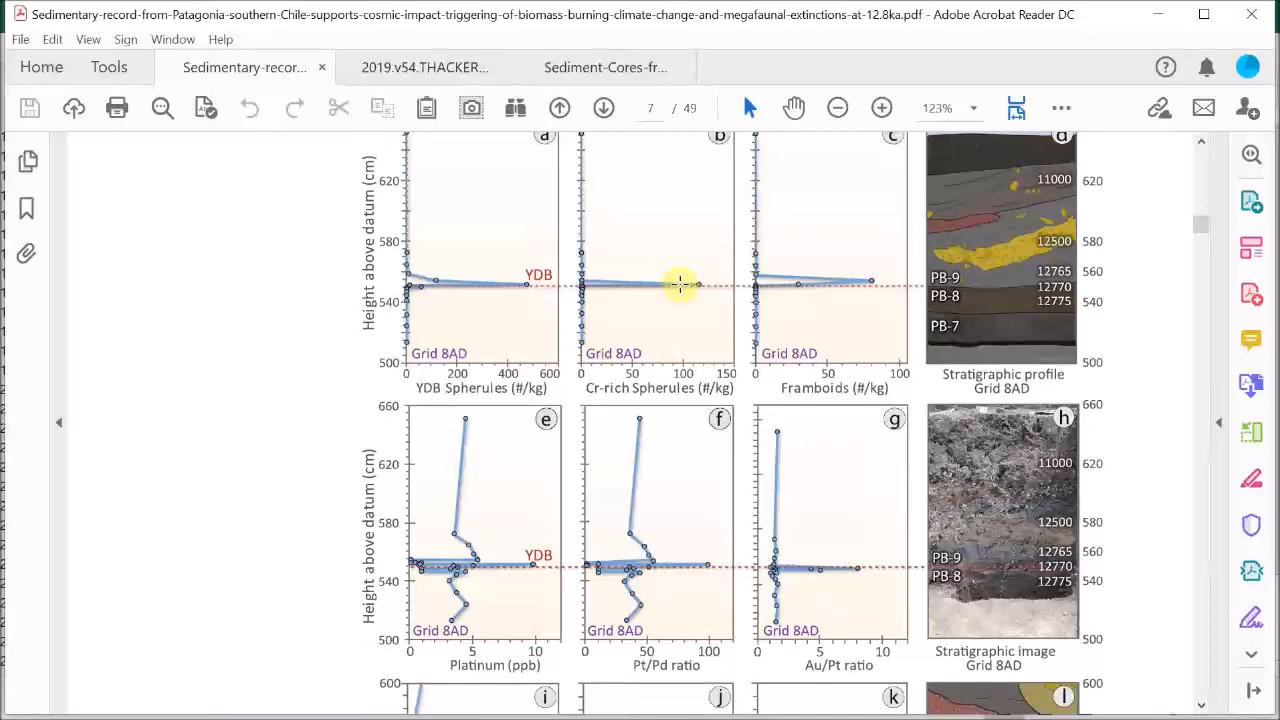 Sedimentary-record-from-Patagonia-southern-Chile-supports-cosmic-impact-triggering-of-biomass-burning-climate-change-and-megafaunal-extinctions-at-12.8ka.pdf - Adobe Acrobat Reader DC
File Edit View Sign Window Help
Home Tools Sedimentary-recor... × 2019.v54.THACKER... Sediment-Cores-fr...
7 / 49 123%
a b c d
Height above datum (cm)
620 580 540 500
YDB
Grid 8AD Grid 8AD Grid 8AD
0 200 400 600 0 50 100 150 0 50 100
YDB Spherules (#/kg) Cr-rich Spherules (#/kg) Framboids (#/kg)
11000
12500
12765
PB-9
12770
PB-8
12775
PB-7
620 580 560 540 500
Stratigraphic profile
Grid 8AD
e f g h
Height above datum (cm)
660 620 580 540 500
YDB
Grid 8AD Grid 8AD Grid 8AD
0 5 10 0 50 100 0 5 10
Platinum (ppb) Pt/Pd ratio Au/Pt ratio
11000
12500
12765
PB-9
12770
PB-8
12775
660 620 580 560 540 500
Stratigraphic image
Grid 8AD
600 i j k l 600